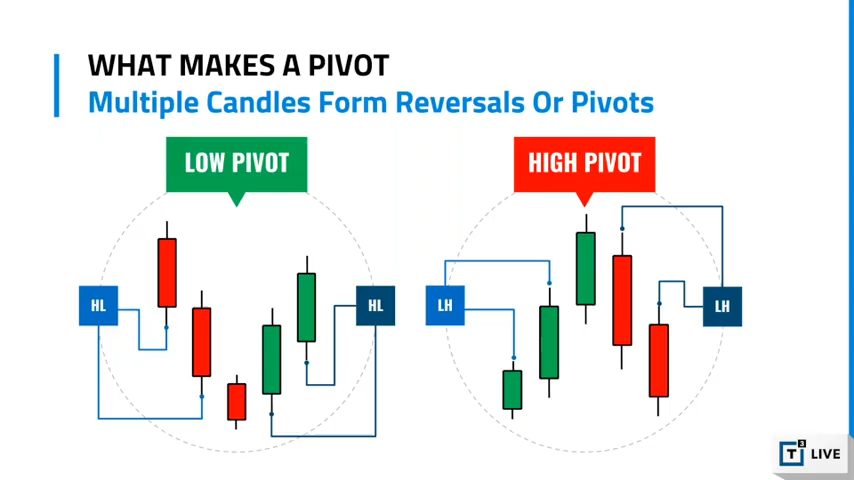 WHAT MAKES A PIVOT
Multiple Candles Form Reversals Or Pivots
LOW PIVOT
HIGH PIVOT
HL
HL
LH
LH
T3 LIVE